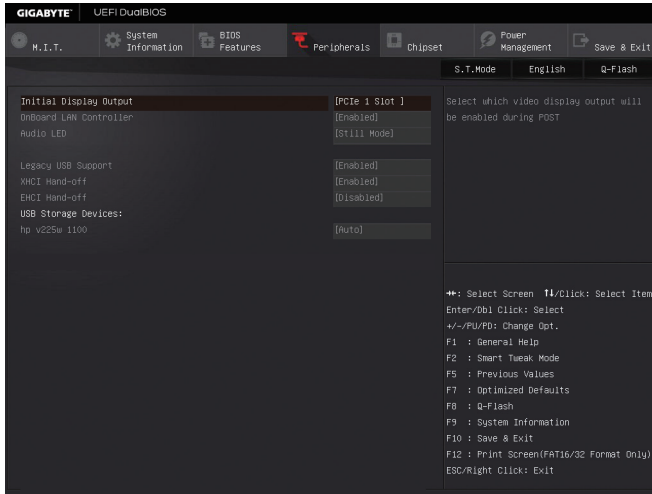 GIGABYTE™ UEFI DualBIOS
M.I.T. System Information BIOS Features Peripherals Chipset Power Management Save & Exit
S.T.Mode English Q-Flash
Initial Display Output [PCIe 1 Slot ]
OnBoard LAN Controller [Enabled]
Audio LED [Still Mode]
Legacy USB Support [Enabled]
XHCI Hand-off [Enabled]
EHCI Hand-off [Disabled]
USB Storage Devices:
hp v225w 1100 [Auto]
Select which video display output will
be enabled during POST
→←: Select Screen ↑↓/Click: Select Item
Enter/Dbl Click: Select
+/-/PU/PD: Change Opt.
F1 : General Help
F2 : Smart Tweak Mode
F5 : Previous Values
F7 : Optimized Defaults
F8 : Q-Flash
F9 : System Information
F10 : Save & Exit
F12 : Print Screen(FAT16/32 Format Only)
ESC/Right Click: Exit